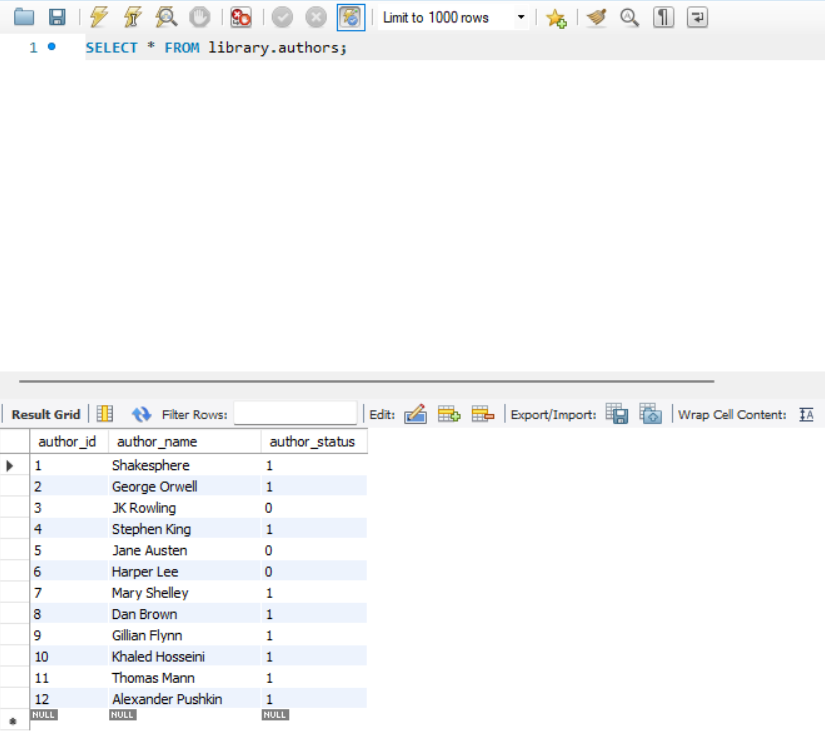 Limit to 1000 rows
1 SELECT * FROM library.authors;
Result Grid Filter Rows: Edit: Export/Import: Wrap Cell Content: IA
author_id author_name author_status
1 Shakesphere 1
2 George Orwell 1
3 JK Rowling 0
4 Stephen King 1
5 Jane Austen 0
6 Harper Lee 0
7 Mary Shelley 1
8 Dan Brown 1
9 Gillian Flynn 1
10 Khaled Hosseini 1
11 Thomas Mann 1
12 Alexander Pushkin 1
NULL NULL NULL